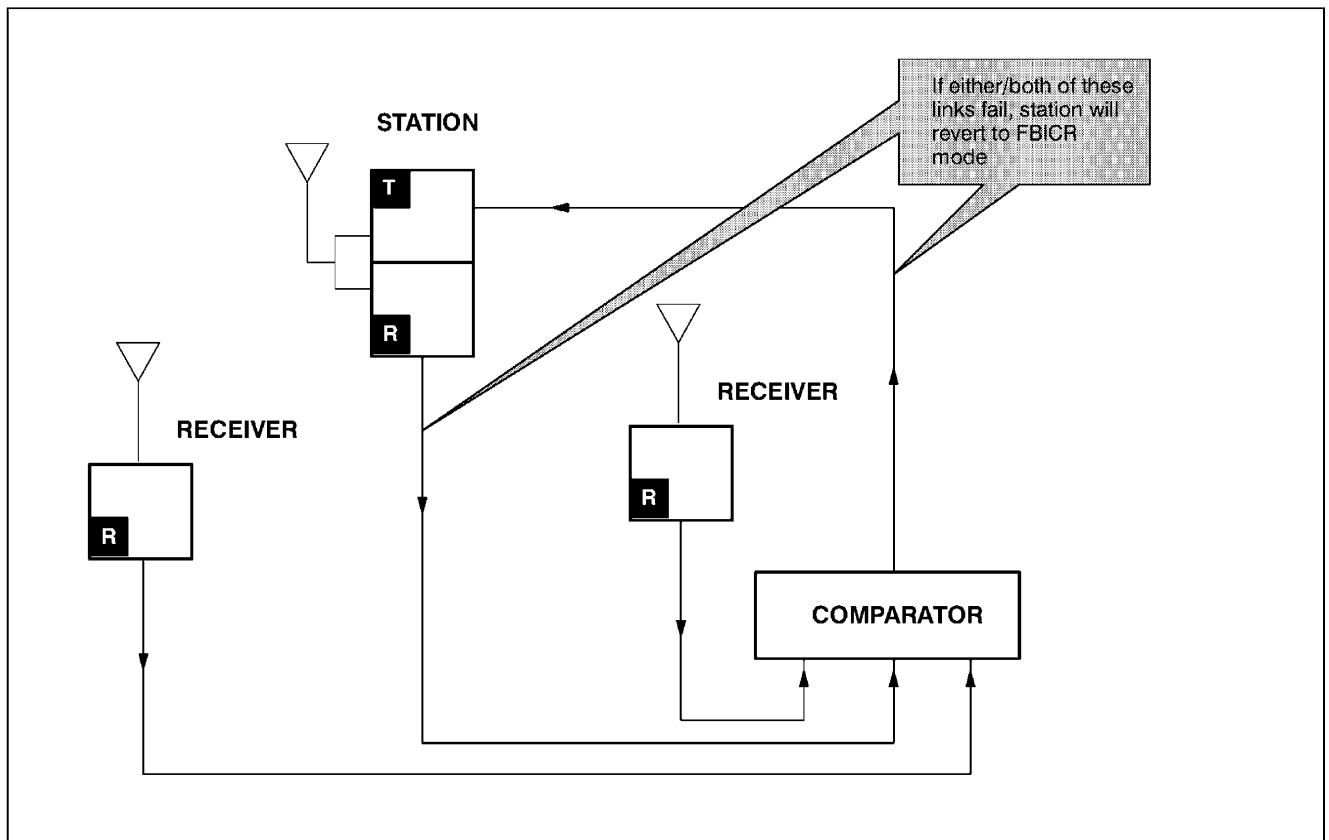 If either/both of these
links fail, station will
revert to FBICR
mode
STATION
T
R
RECEIVER
R
RECEIVER
R
COMPARATOR